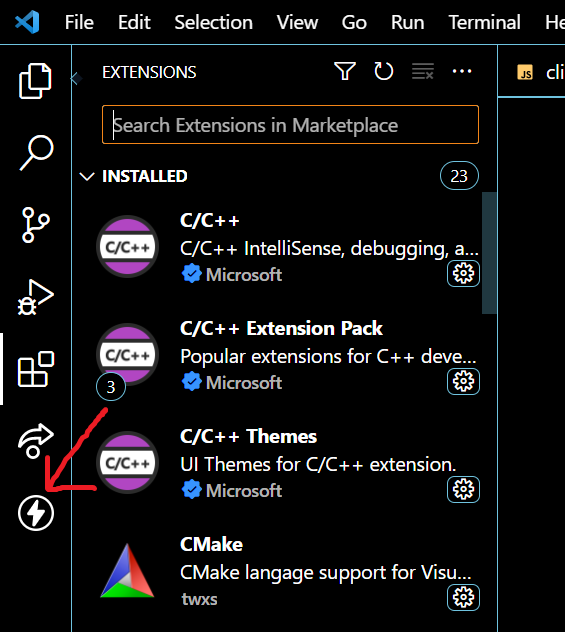 File Edit Selection View Go Run Terminal He
EXTENSIONS
JS cli
Search Extensions in Marketplace
INSTALLED 23
C/C++
C/C++
C/C++ IntelliSense, debugging, a...
Microsoft
C/C++
C/C++ Extension Pack
Popular extensions for C++ deve...
3
Microsoft
C/C++
C/C++ Themes
UI Themes for C/C++ extension.
Microsoft
CMake
CMake langage support for Visu...
twxs